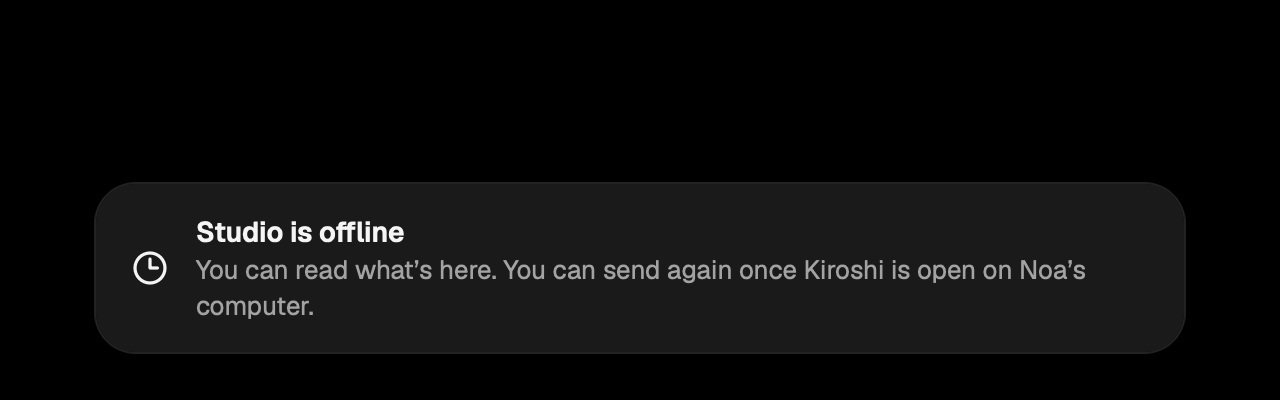 Studio is offline
You can read what’s here. You can send again once Kiroshi is open on Noa’s
computer.